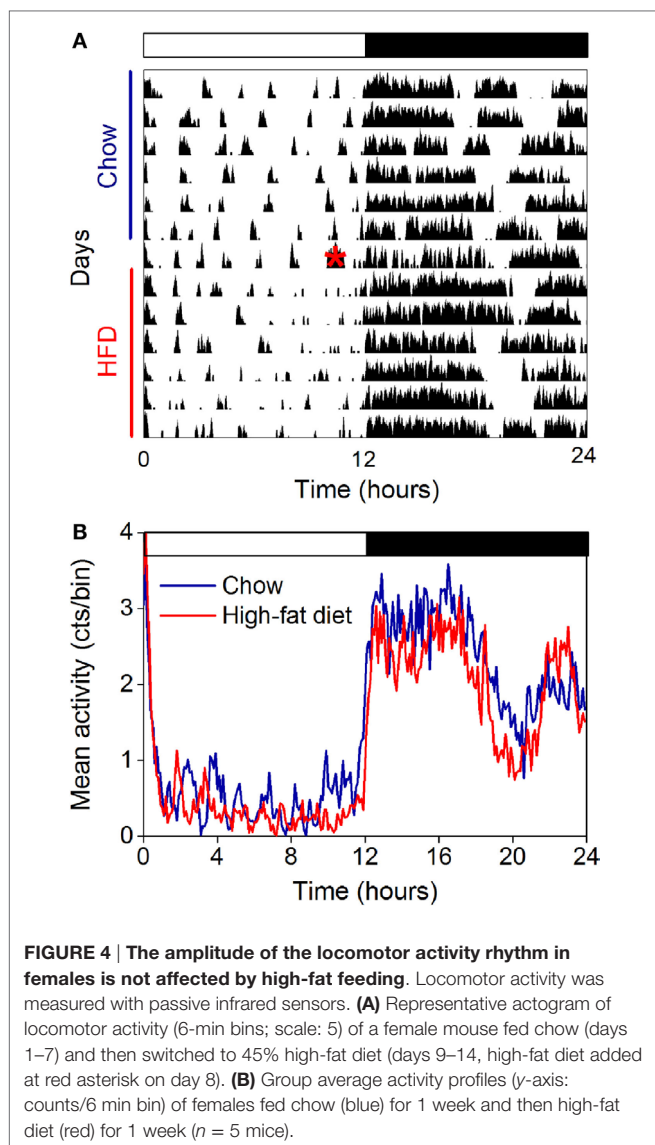 A
Chow
Days
HFD
*
0
12
24
Time (hours)
B
4
3
2
1
0
Mean activity (cts/bin)
Chow
High-fat diet
0
4
8
12
16
20
24
Time (hours)
FIGURE 4 | The amplitude of the locomotor activity rhythm in
females is not affected by high-fat feeding. Locomotor activity was
measured with passive infrared sensors. (A) Representative actogram of
locomotor activity (6-min bins; scale: 5) of a female mouse fed chow (days
1–7) and then switched to 45% high-fat diet (days 9–14, high-fat diet added
at red asterisk on day 8). (B) Group average activity profiles (y-axis:
counts/6 min bin) of females fed chow (blue) for 1 week and then high-fat
diet (red) for 1 week (n = 5 mice).